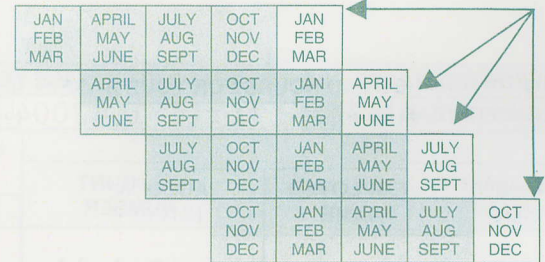 JAN APRIL JULY OCT JAN
FEB MAY AUG NOV FEB
MAR JUNE SEPT DEC MAR
APRIL JULY OCT JAN APRIL
MAY AUG NOV FEB MAY
JUNE SEPT DEC MAR JUNE
JULY OCT JAN APRIL JULY
AUG NOV FEB MAY AUG
SEPT DEC MAR JUNE SEPT
OCT JAN APRIL JULY OCT
NOV FEB MAY AUG NOV
DEC MAR JUNE SEPT DEC